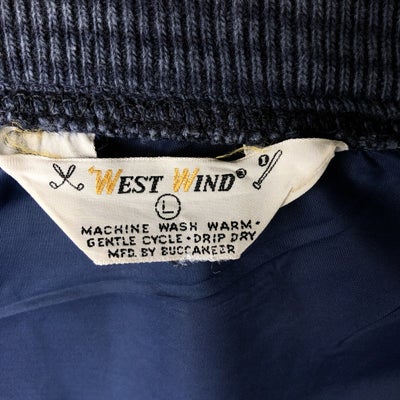 WEST WIND®
L
MACHINE WASH WARM•
GENTLE CYCLE • DRIP DRY
MFD. BY BUCCANEER